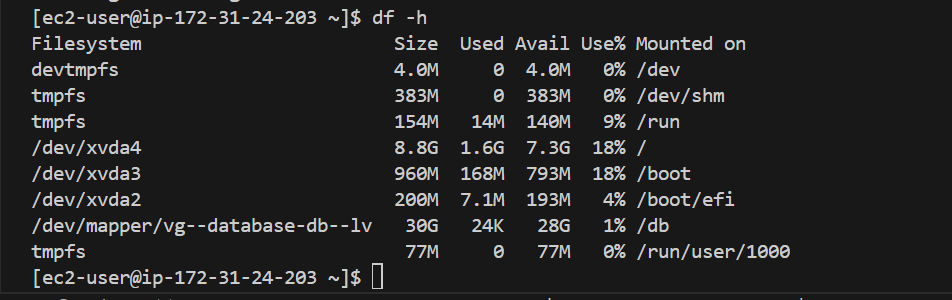 [ec2-user@ip-172-31-24-203 ~]$ df -h
Filesystem                         Size  Used Avail Use% Mounted on
devtmpfs                           4.0M     0  4.0M   0% /dev
tmpfs                              383M     0  383M   0% /dev/shm
tmpfs                              154M   14M  140M   9% /run
/dev/xvda4                         8.8G  1.6G  7.3G  18% /
/dev/xvda3                         960M  168M  793M  18% /boot
/dev/xvda2                         200M  7.1M  193M   4% /boot/efi
/dev/mapper/vg--database-db--lv   30G   24K   28G   1% /db
tmpfs                               77M     0   77M   0% /run/user/1000
[ec2-user@ip-172-31-24-203 ~]$